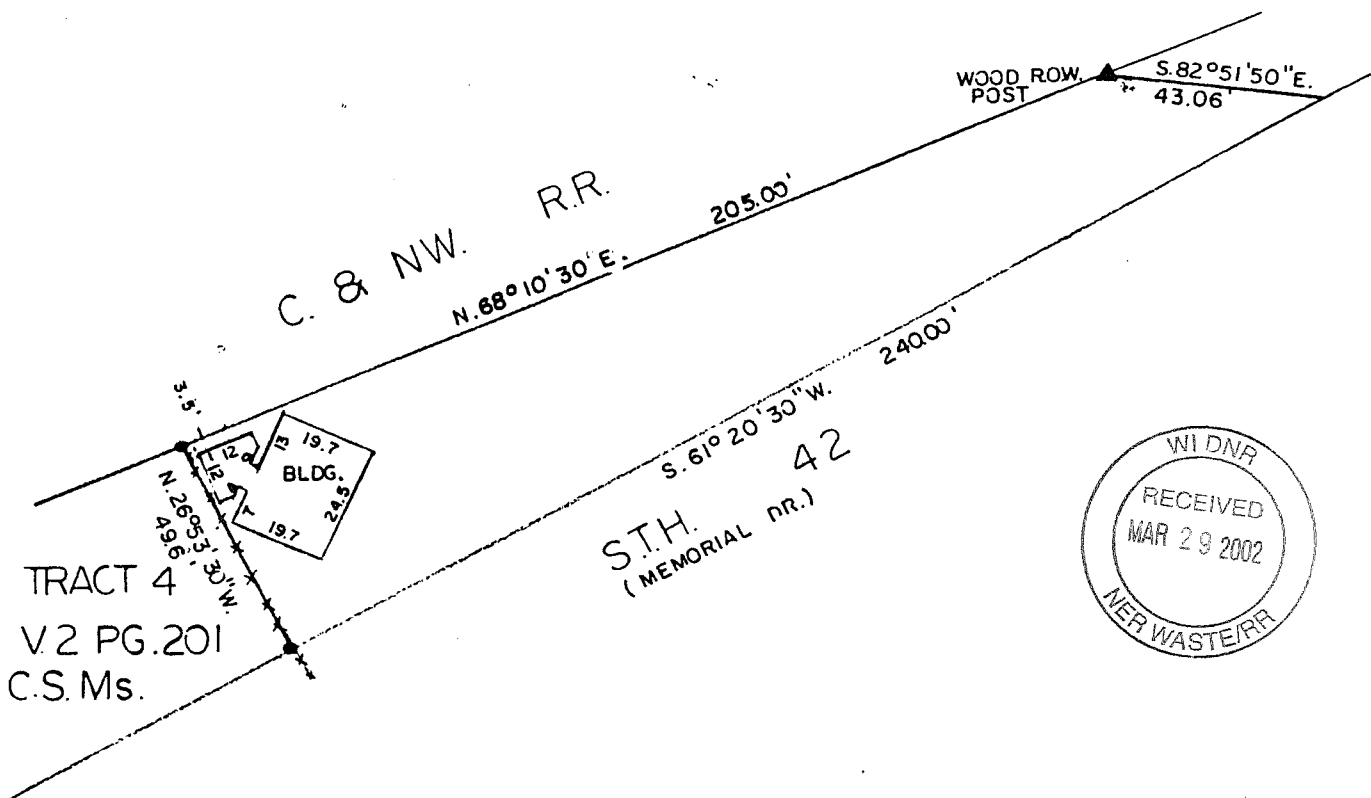 WOOD ROW.
POST
S.82°51'50"E.
43.06'
C. & NW. R.R.
205.00'
N.68°10'30"E.
3.5'
12
13
19.7
12
BLDG.
24.5
7
19.7
N.26°53'30"W.
49.6'
240.00'
S.61°20'30"W.
S.T.H. 42
(MEMORIAL DR.)
TRACT 4
V.2 PG.201
C.S.Ms.
WI DNR
RECEIVED
MAR 29 2002
NER WASTE/RR